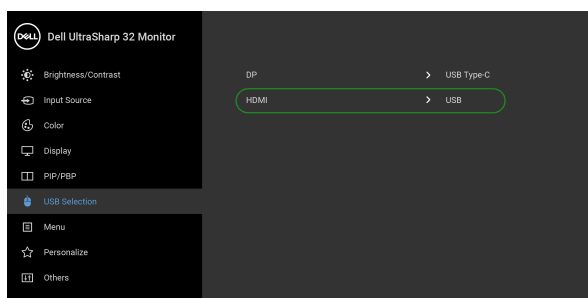 DELL Dell UltraSharp 32 Monitor
Brightness/Contrast
Input Source
Color
Display
PIP/PBP
USB Selection
Menu
Personalize
Others
DP > USB Type-C
HDMI > USB